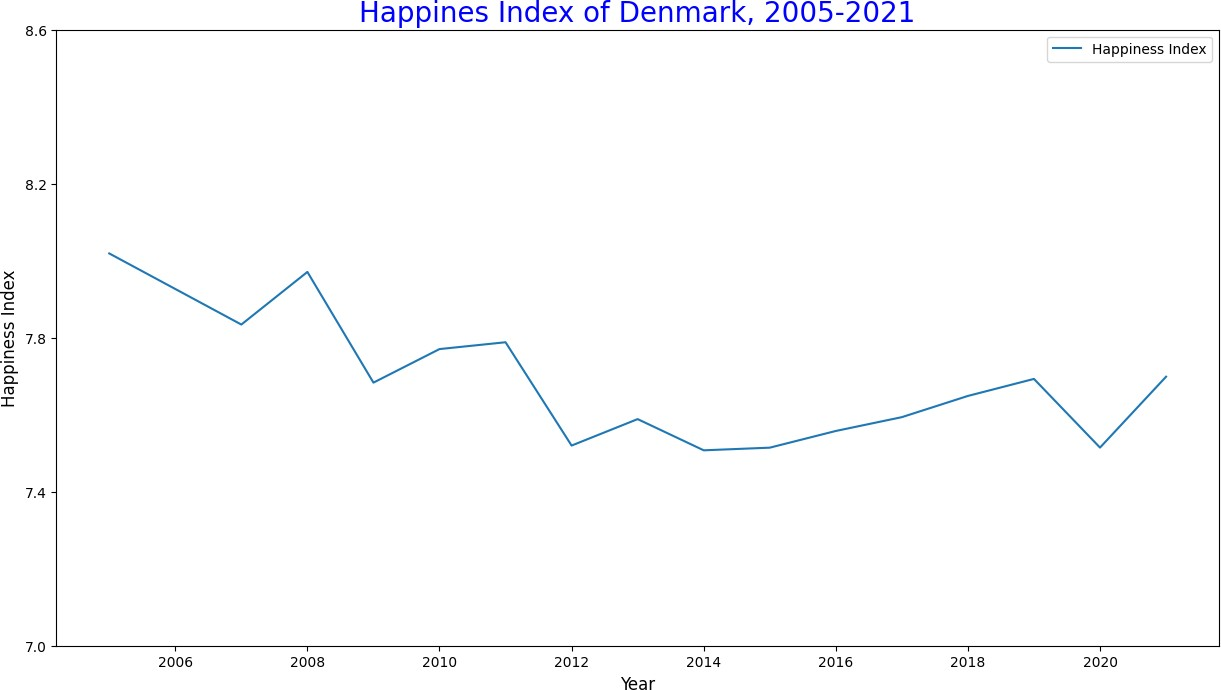 Happines Index of Denmark, 2005-2021
Happiness Index
8.6
8.2
7.8
7.4
7.0
Happiness Index
2006 2008 2010 2012 2014 2016 2018 2020
Year